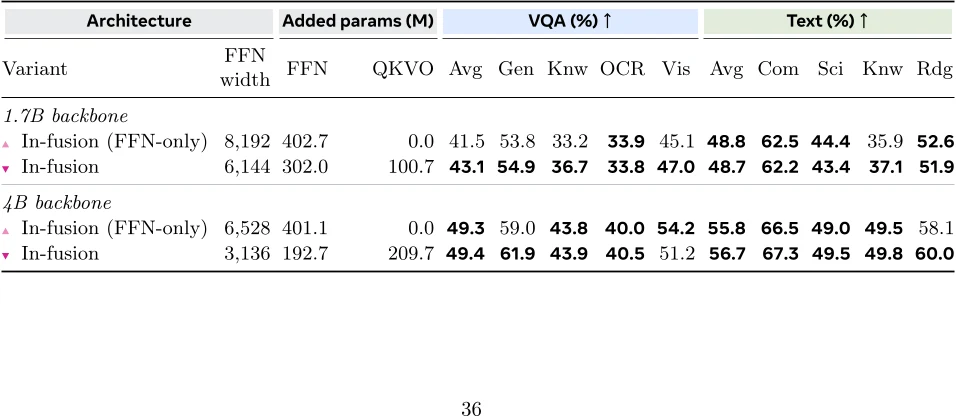 Architecture Added params (M) VQA (%) ↑ Text (%) ↑
Variant FFN width FFN QKVO Avg Gen Knw OCR Vis Avg Com Sci Knw Rdg
1.7B backbone
▲ In-fusion (FFN-only) 8,192 402.7 0.0 41.5 53.8 33.2 33.9 45.1 48.8 62.5 44.4 35.9 52.6
▼ In-fusion 6,144 302.0 100.7 43.1 54.9 36.7 33.8 47.0 48.7 62.2 43.4 37.1 51.9
4B backbone
▲ In-fusion (FFN-only) 6,528 401.1 0.0 49.3 59.0 43.8 40.0 54.2 55.8 66.5 49.0 49.5 58.1
▼ In-fusion 3,136 192.7 209.7 49.4 61.9 43.9 40.5 51.2 56.7 67.3 49.5 49.8 60.0
36